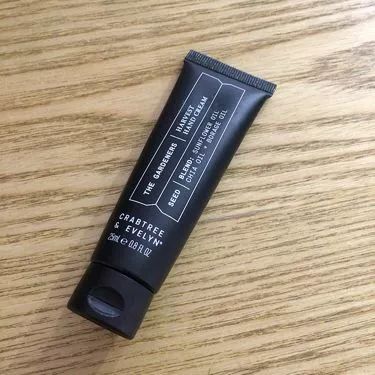 THE GARDENERS
HARVEST
HAND CREAM
SEED
BLEND: SUNFLOWER OIL
CHIA OIL + BORAGE OIL
CRABTREE
& EVELYN®
25mL ℮ 0.8 FL OZ